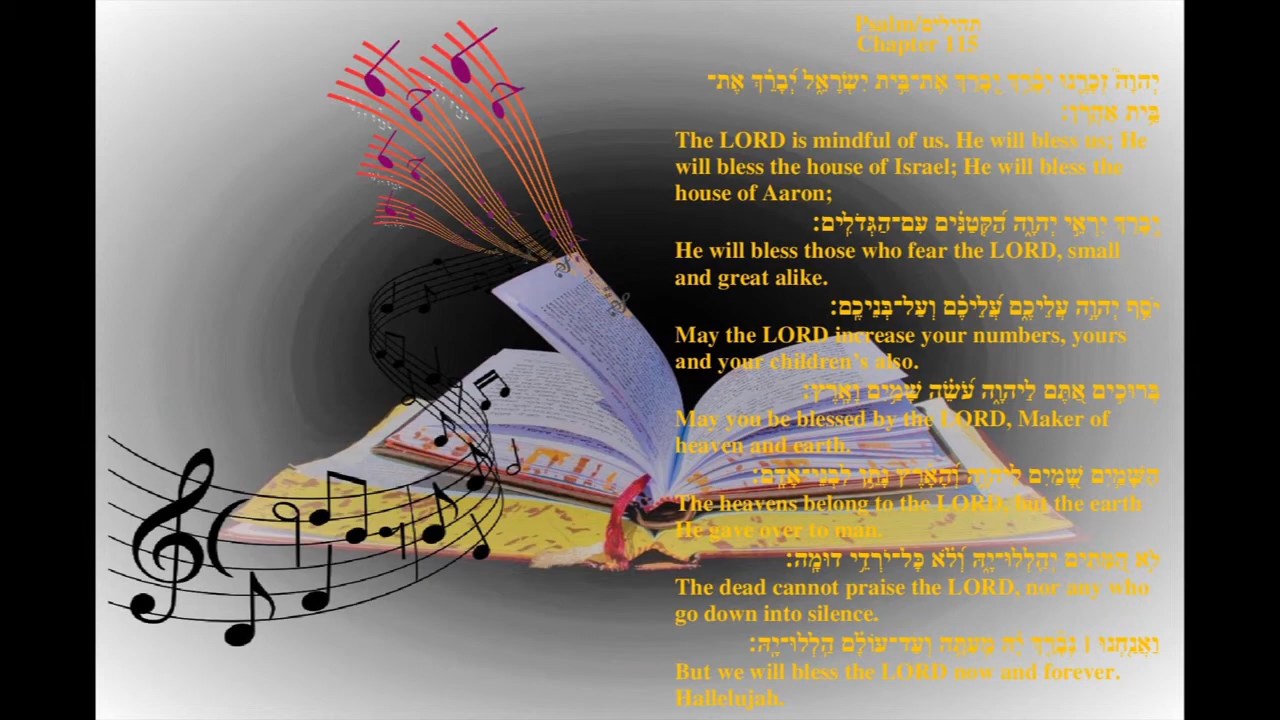 Psalm/תהילים
Chapter 115
יְהוָה֮ זְכָרָ֪נוּ יְבָ֫רֵ֥ךְ יְ֭בָרֵךְ אֶת־בֵּ֣ית יִשְׂרָאֵ֑ל יְ֝בָרֵ֗ךְ אֶת־
בֵּ֥ית אַהֲרֹֽן׃
The LORD is mindful of us. He will bless us; He
will bless the house of Israel; He will bless the
house of Aaron;
יְ֭בָרֵךְ יִרְאֵ֣י יְהוָ֑ה הַ֝קְּטַנִּ֗ים עִם־הַגְּדֹלִֽים׃
He will bless those who fear the LORD, small
and great alike.
יֹסֵ֣ף יְהוָ֣ה עֲלֵיכֶ֑ם עֲ֝לֵיכֶ֗ם וְעַל־בְּנֵיכֶֽם׃
May the LORD increase your numbers, yours
and your children’s also.
בְּרוּכִ֣ים אַ֭תֶּם לַיהוָ֑ה עֹ֝שֵׂ֗ה שָׁמַ֥יִם וָאָֽרֶץ׃
May you be blessed by the LORD, Maker of
heaven and earth.
הַשָּׁמַ֣יִם שָׁ֭מַיִם לַיהוָ֑ה וְ֝הָאָ֗רֶץ נָתַ֥ן לִבְנֵי־אָדָֽם׃
The heavens belong to the LORD, but the earth
He gave over to man.
לֹ֣א הַ֭מֵּתִים יְהַֽלְלוּ־יָ֑הּ וְ֝לֹ֗א כָּל־יֹרְדֵ֥י דוּמָֽה׃
The dead cannot praise the LORD, nor any who
go down into silence.
וַאֲנַ֤חְנוּ ׀ נְבָ֘רֵ֤ךְ יָ֗הּ מֵֽעַתָּ֥ה וְעַד־עוֹלָ֗ם הַֽלְלוּ־יָֽהּ׃
But we will bless the LORD now and forever.
Hallelujah.